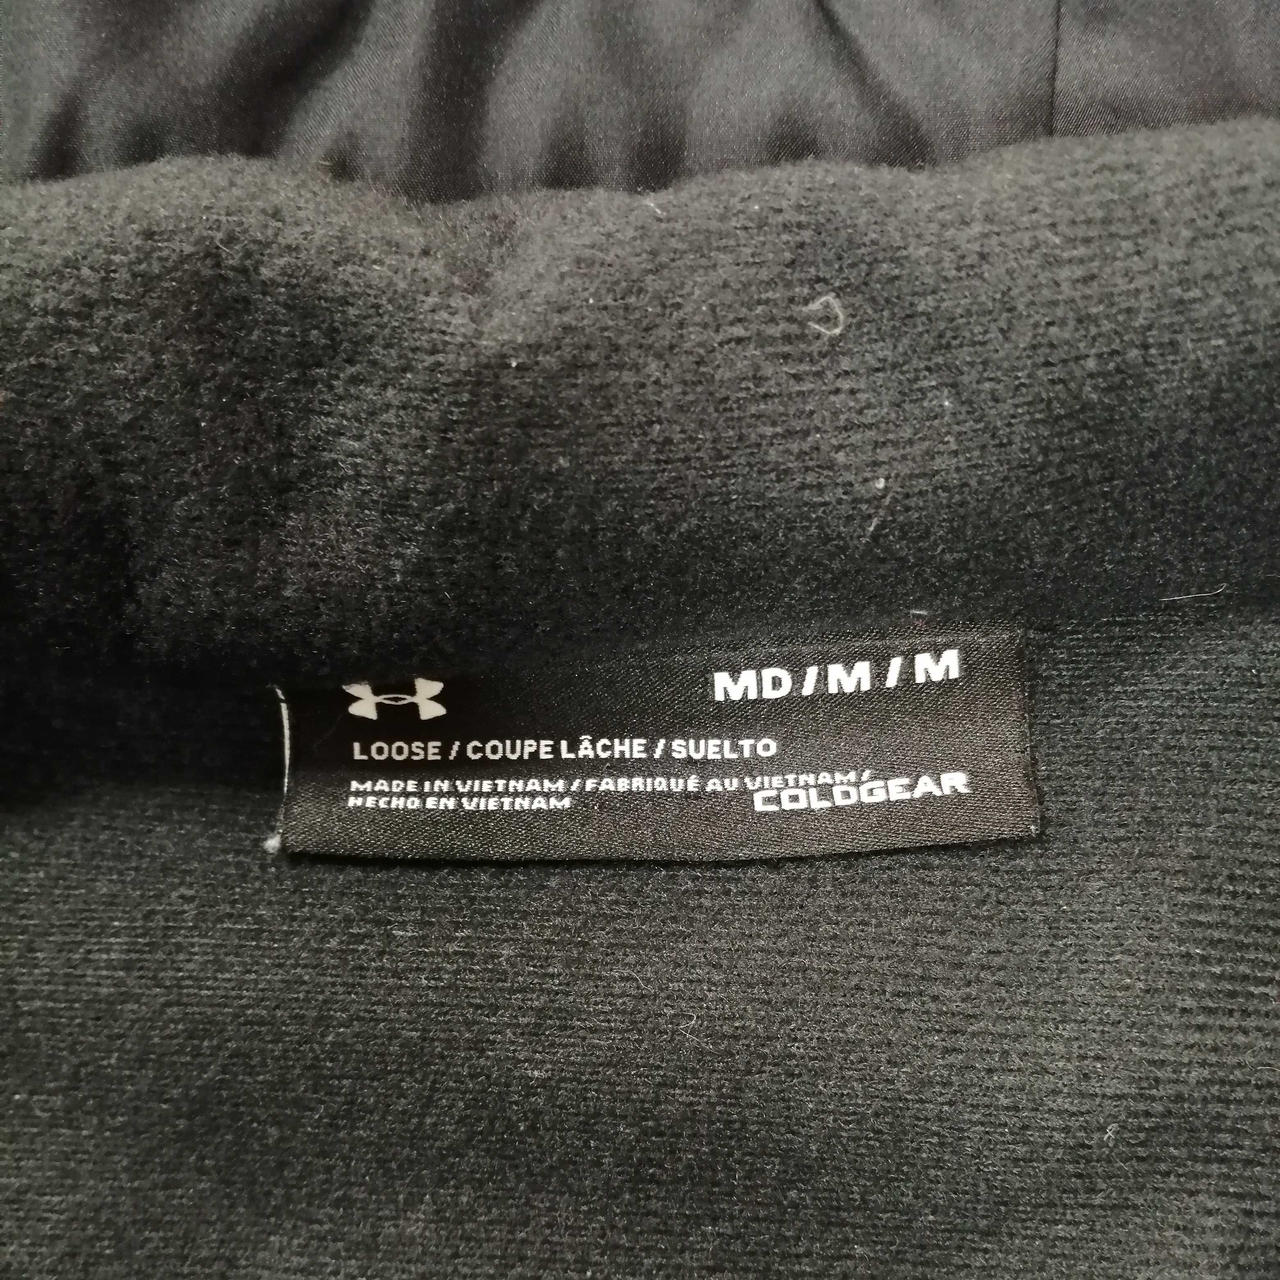 MD / M / M
LOOSE / COUPE LÂCHE / SUELTO
MADE IN VIETNAM / FABRIQUÉ AU VIETNAM /
HECHO EN VIETNAM
COLDGEAR